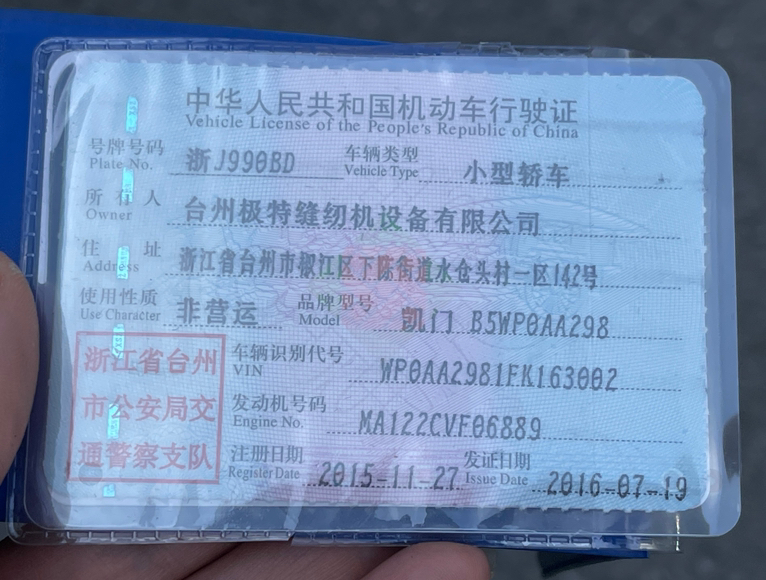 中华人民共和国机动车行驶证
Vehicle License of the People's Republic of China
号牌号码 浙J990BD 车辆类型 小型轿车
Plate No. Vehicle Type
所有人 台州极特缝纫机设备有限公司
Owner
住址 浙江省台州市椒江区下陈街道水仓头村一区142号
Address
使用性质 非营运 品牌型号 凯门 B5WP0AA298
Use Character Model
浙江省台州 车辆识别代号 WP0AA2981FK163002
VIN
市公安局交 发动机号码 MA122CVF06889
Engine No.
通警察支队 注册日期 2015-11-27 发证日期 2016-07-19
Register Date Issue Date